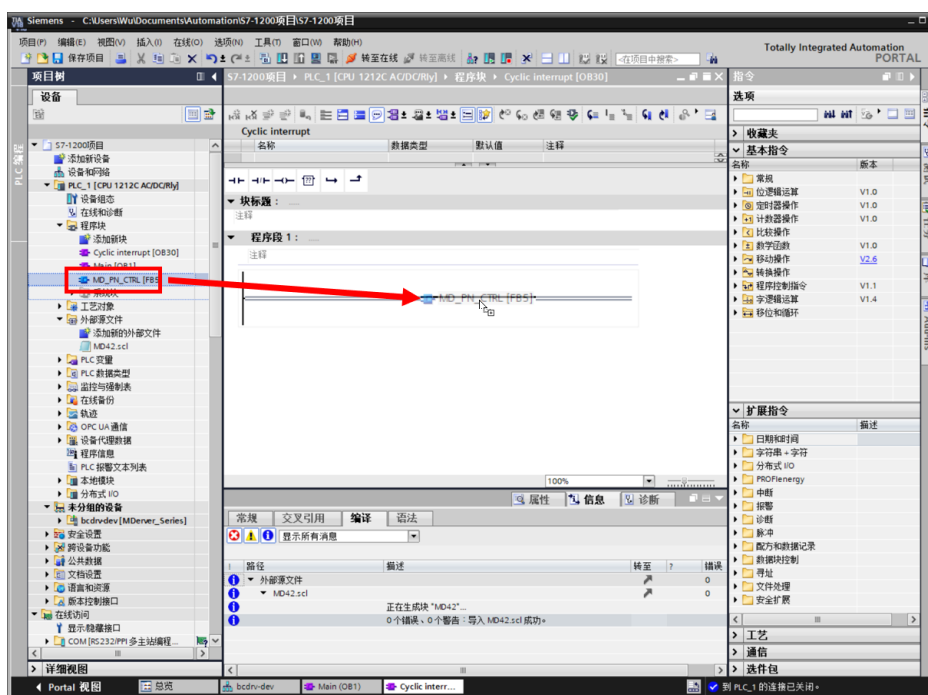 Siemens - C:\Users\Wu\Documents\Automation\S7-1200项目\S7-1200项目
项目(P) 编辑(E) 视图(V) 插入(I) 在线(O) 选项(N) 工具(T) 窗口(W) 帮助(H)
Totally Integrated Automation
PORTAL
保存项目
转至在线
转至离线
<在项目中搜索>
项目树
设备
PLC 编程
S7-1200项目
添加新设备
设备和网络
PLC_1 [CPU 1212C AC/DC/Rly]
设备组态
在线和诊断
程序块
添加新块
Cyclic interrupt [OB30]
Main [OB1]
MD_PN_CTRL [FB5
系统块
工艺对象
外部源文件
添加新的外部文件
MD42.scl
PLC 变量
PLC 数据类型
监控与强制表
在线备份
轨迹
OPC UA 通信
设备代理数据
程序信息
PLC 报警文本列表
本地模块
分布式 I/O
未分组的设备
bcdrvdev [MDerver_Series]
安全设置
跨设备功能
公共数据
文档设置
语言和资源
版本控制接口
在线访问
显示/隐藏接口
COM [RS232/PPI 多主站编程...
详细视图
S7-1200项目 ▸ PLC_1 [CPU 1212C AC/DC/Rly] ▸ 程序块 ▸ Cyclic interrupt [OB30]
Cyclic interrupt
名称 数据类型 默认值 注释
块标题： .....
注释
程序段 1： .....
注释
MD_PN_CTRL [FB5]
100%
属性 信息 诊断
常规 交叉引用 编译 语法
显示所有消息
! 路径 描述 转至 ? 错误
外部源文件 0
MD42.scl 0
正在生成块 "MD42"...
0 个错误、0 个警告：导入 MD42.scl 成功。
指令
选项
收藏夹
基本指令
名称 版本
常规
位逻辑运算 V1.0
定时器操作 V1.0
计数器操作 V1.0
比较操作
数学函数 V1.0
移动操作 V2.6
转换操作
程序控制指令 V1.1
字逻辑运算 V1.4
移位和循环
扩展指令
名称 描述
日期和时间
字符串 + 字符
分布式 I/O
PROFIenergy
中断
报警
诊断
脉冲
配方和数据记录
数据块控制
寻址
文件处理
安全扩展
工艺
通信
选件包
Portal 视图
总览
bcdrv-dev
Main (OB1)
Cyclic interr...
到 PLC_1 的连接已关闭。